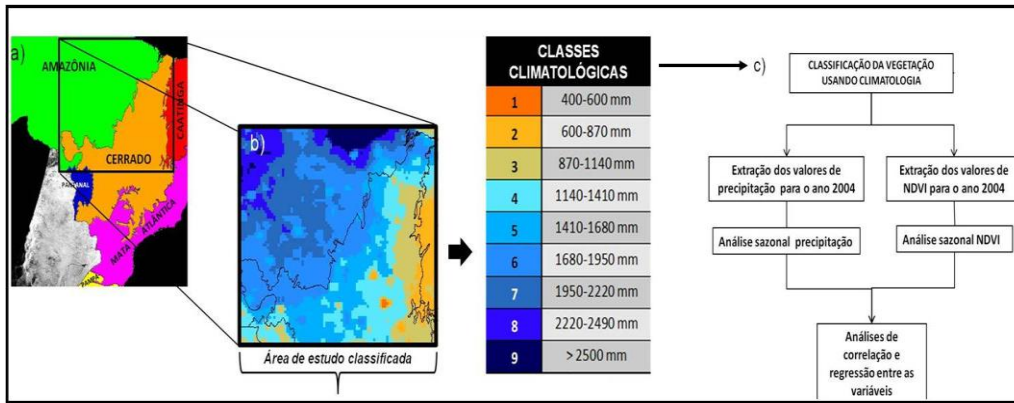 a)
AMAZÔNIA
CAATINGA
CERRADO
PANTANAL
MATA ATLÂNTICA
PAMPA
b)
Área de estudo classificada
CLASSES
CLIMATOLÓGICAS
1 400-600 mm
2 600-870 mm
3 870-1140 mm
4 1140-1410 mm
5 1410-1680 mm
6 1680-1950 mm
7 1950-2220 mm
8 2220-2490 mm
9 > 2500 mm
c)
CLASSIFICAÇÃO DA VEGETAÇÃO
USANDO CLIMATOLOGIA
Extração dos valores de
precipitação para o ano 2004
Extração dos valores de
NDVI para o ano 2004
Análise sazonal precipitação
Análise sazonal NDVI
Análises de
correlação e
regressão entre as
variáveis